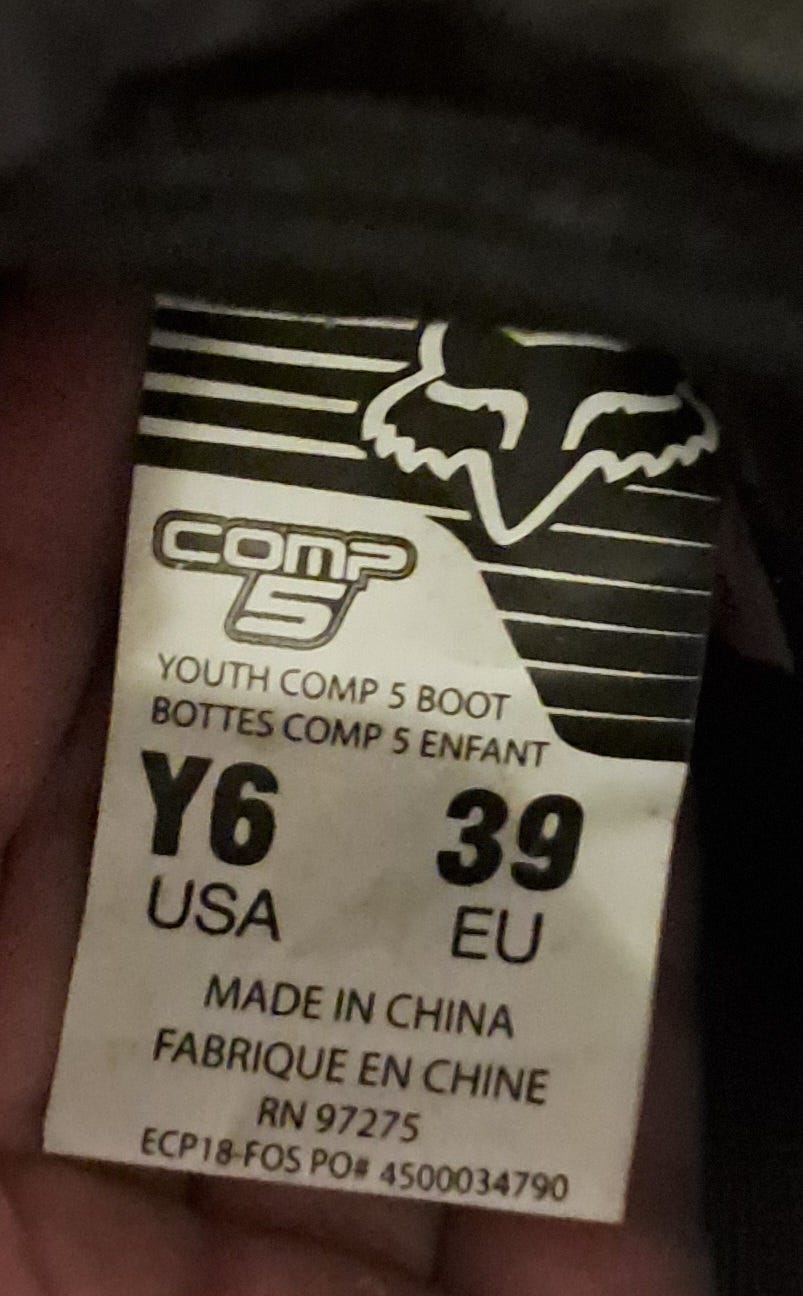 COMP
5
YOUTH COMP 5 BOOT
BOTTES COMP 5 ENFANT
Y6 39
USA EU
MADE IN CHINA
FABRIQUE EN CHINE
RN 97275
ECP18-FOS PO# 4500034790